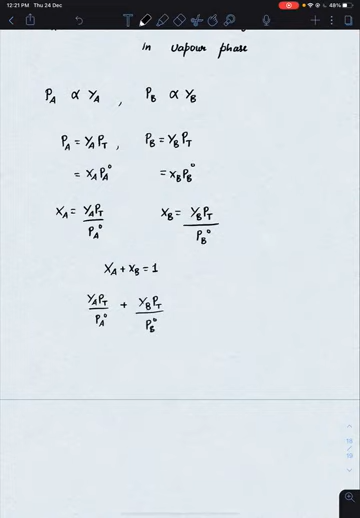 12:21 PM Thu 24 Dec
51%
in vapour phase
P_A ∝ Y_A , P_B ∝ Y_B
P_A = Y_A P_T , P_B = Y_B P_T
= X_A P_A° = X_B P_B°
X_A = Y_A P_T / P_A° X_B = Y_B P_T / P_B°
X_A + X_B = 1
Y_A P_T / P_A° + Y_B P_T / P_B°